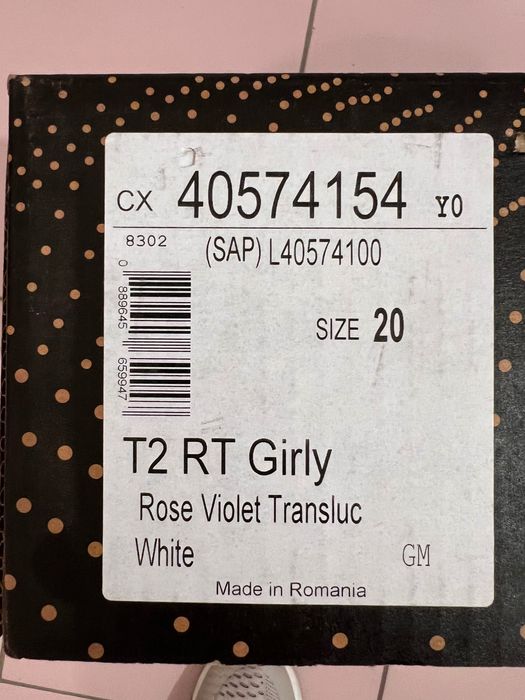 CX 40574154 Y0
8302 (SAP) L40574100
0 889645 659947
SIZE 20
T2 RT Girly
Rose Violet Transluc
White GM
Made in Romania